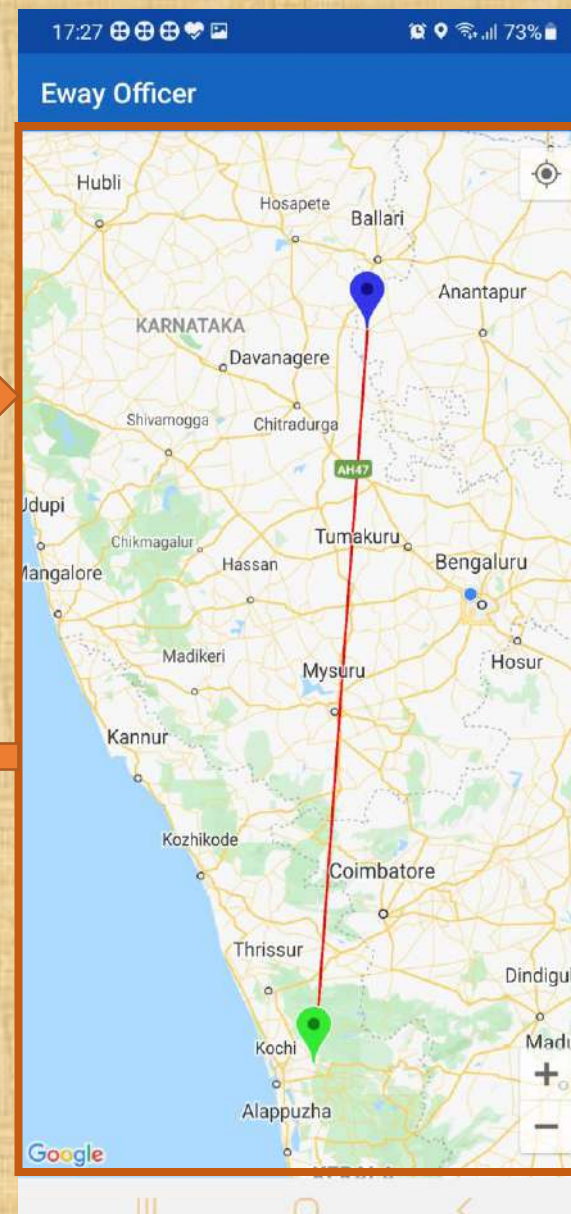 17:27 73%
Eway Officer
Hubli
Hosapete
Ballari
Anantapur
KARNATAKA
Davanagere
Shivamogga
Chitradurga
AH47
Udupi
Chikmagalur
Tumakuru
Hassan
Bengaluru
Mangalore
Madikeri
Mysuru
Hosur
Kannur
Kozhikode
Coimbatore
Thrissur
Dindigul
Kochi
Madu
+
Alappuzha
−
Google